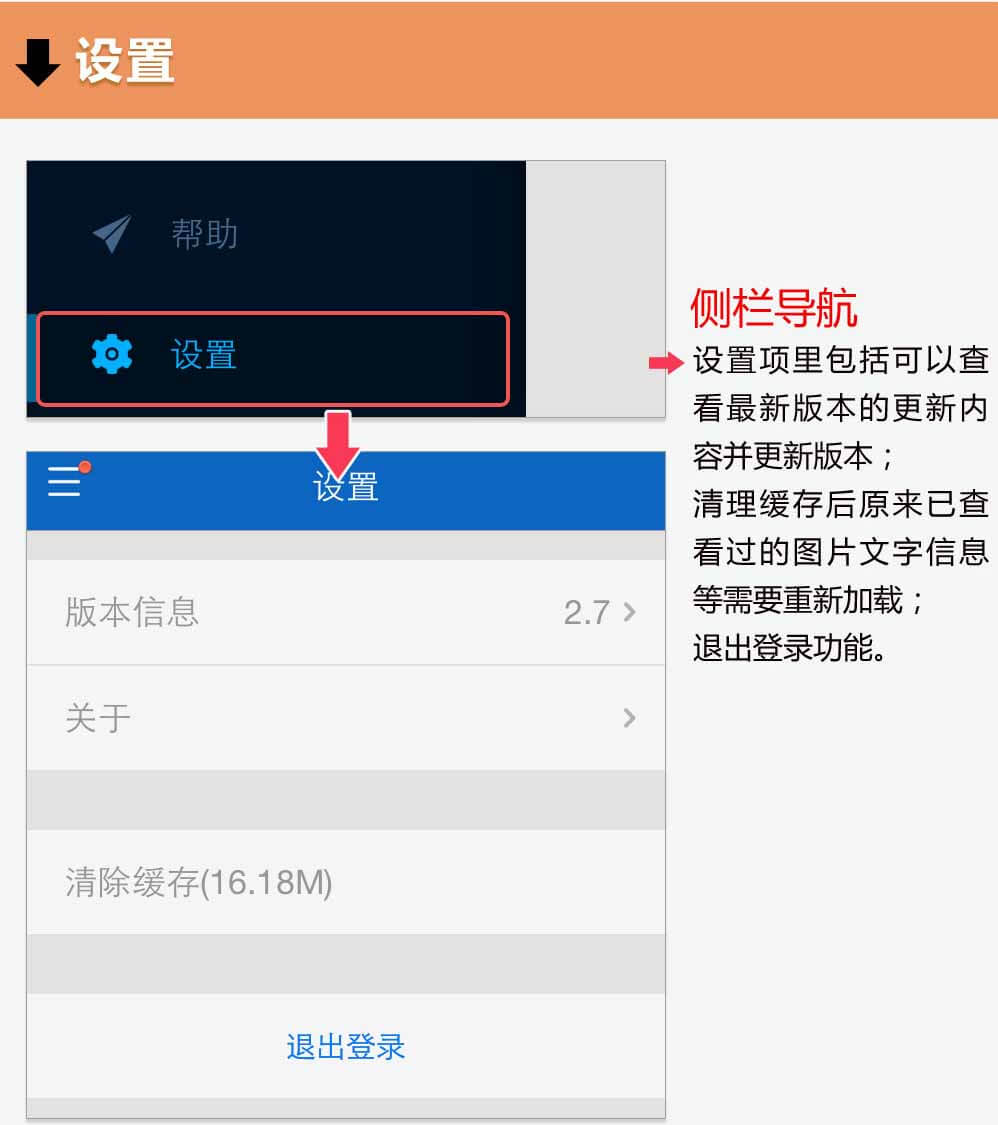 设置
帮助
设置
设置
版本信息 2.7
关于
清除缓存(16.18M)
退出登录
侧栏导航
设置项里包括可以查
看最新版本的更新内
容并更新版本；
清理缓存后原来已查
看过的图片文字信息
等需要重新加载；
退出登录功能。